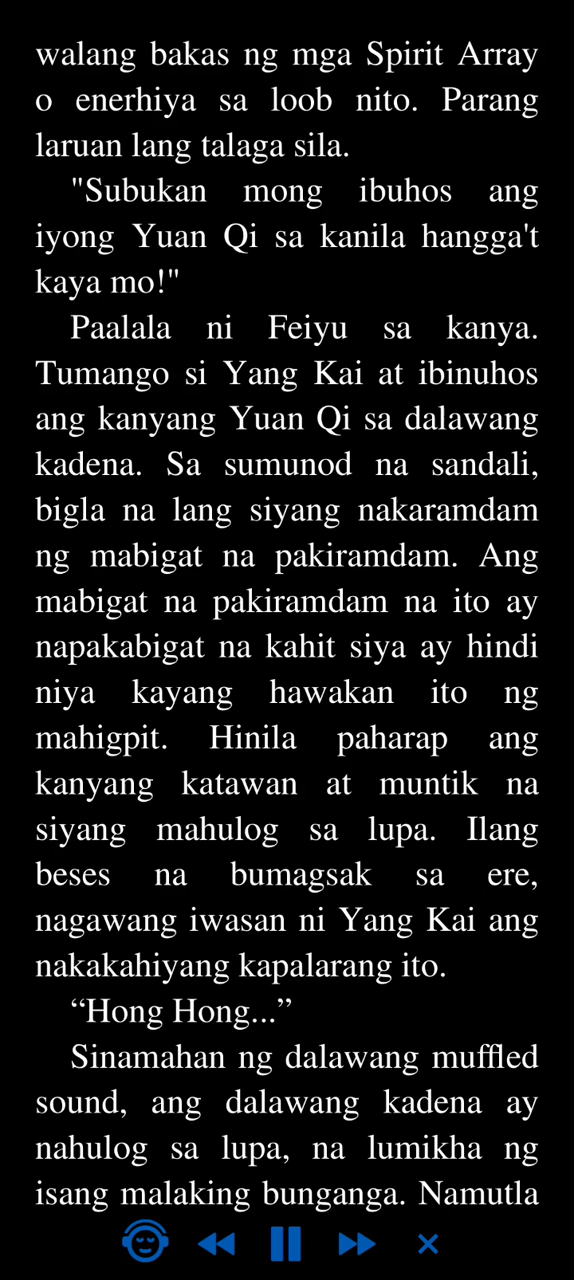 walang bakas ng mga Spirit Array
o enerhiya sa loob nito. Parang
laruan lang talaga sila.
"Subukan mong ibuhos ang
iyong Yuan Qi sa kanila hangga't
kaya mo!"
Paalala ni Feiyu sa kanya.
Tumango si Yang Kai at ibinuhos
ang kanyang Yuan Qi sa dalawang
kadena. Sa sumunod na sandali,
bigla na lang siyang nakaramdam
ng mabigat na pakiramdam. Ang
mabigat na pakiramdam na ito ay
napakabigat na kahit siya ay hindi
niya kayang hawakan ito ng
mahigpit. Hinila paharap ang
kanyang katawan at muntik na
siyang mahulog sa lupa. Ilang
beses na bumagsak sa ere,
nagawang iwasan ni Yang Kai ang
nakakahiyang kapalarang ito.
“Hong Hong...”
Sinamahan ng dalawang muffled
sound, ang dalawang kadena ay
nahulog sa lupa, na lumikha ng
isang malaking bunganga. Namutla